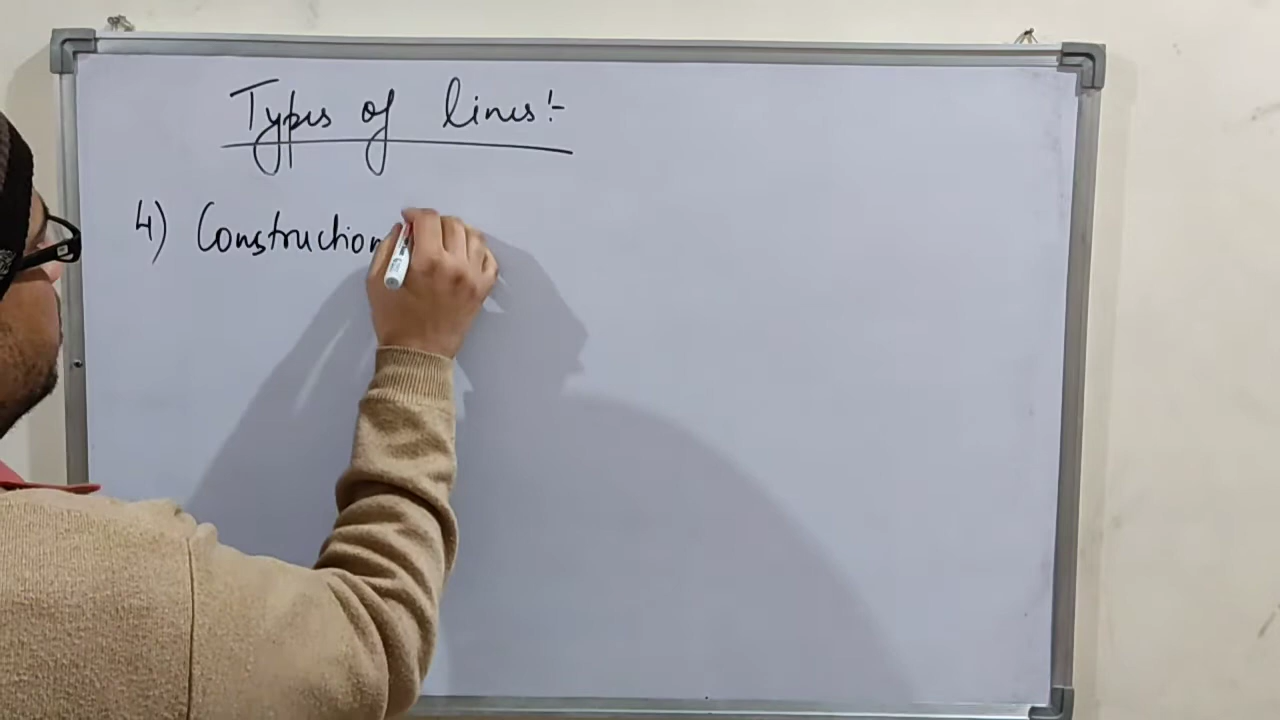 Types of lines:-
4) Construction